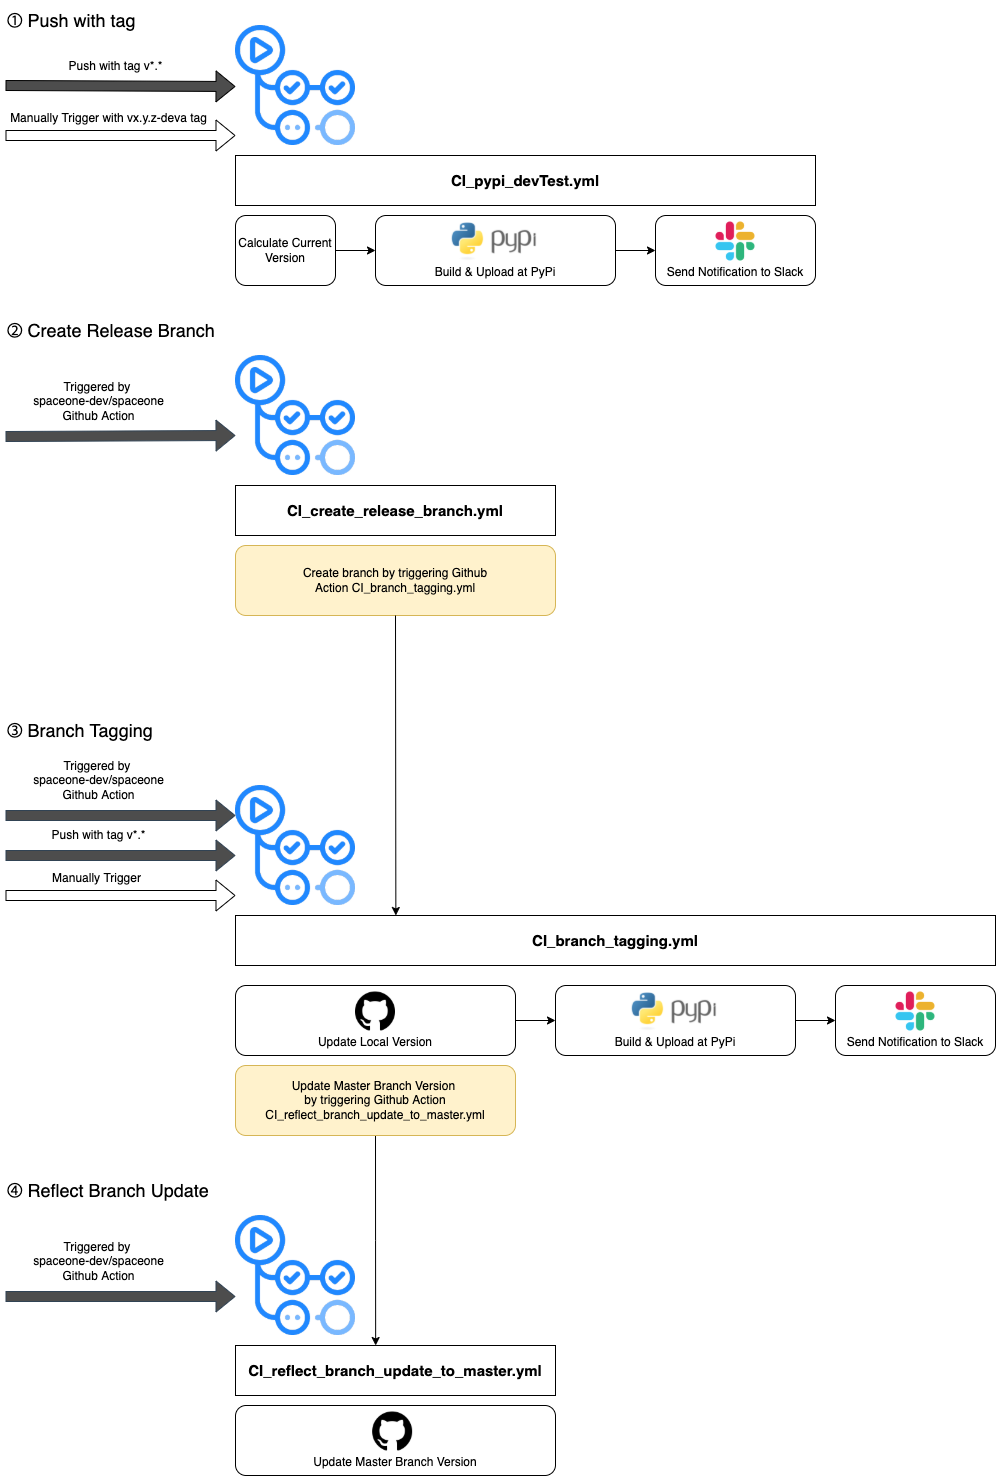 ① Push with tag
Push with tag v*.*
Manually Trigger with vx.y.z-deva tag
CI_pypi_devTest.yml
Calculate Current
Version
pypi
Build & Upload at PyPi
Send Notification to Slack
② Create Release Branch
Triggered by
spaceone-dev/spaceone
Github Action
CI_create_release_branch.yml
Create branch by triggering Github
Action CI_branch_tagging.yml
③ Branch Tagging
Triggered by
spaceone-dev/spaceone
Github Action
Push with tag v*.*
Manually Trigger
CI_branch_tagging.yml
Update Local Version
pypi
Build & Upload at PyPi
Send Notification to Slack
Update Master Branch Version
by triggering Github Action
CI_reflect_branch_update_to_master.yml
④ Reflect Branch Update
Triggered by
spaceone-dev/spaceone
Github Action
CI_reflect_branch_update_to_master.yml
Update Master Branch Version